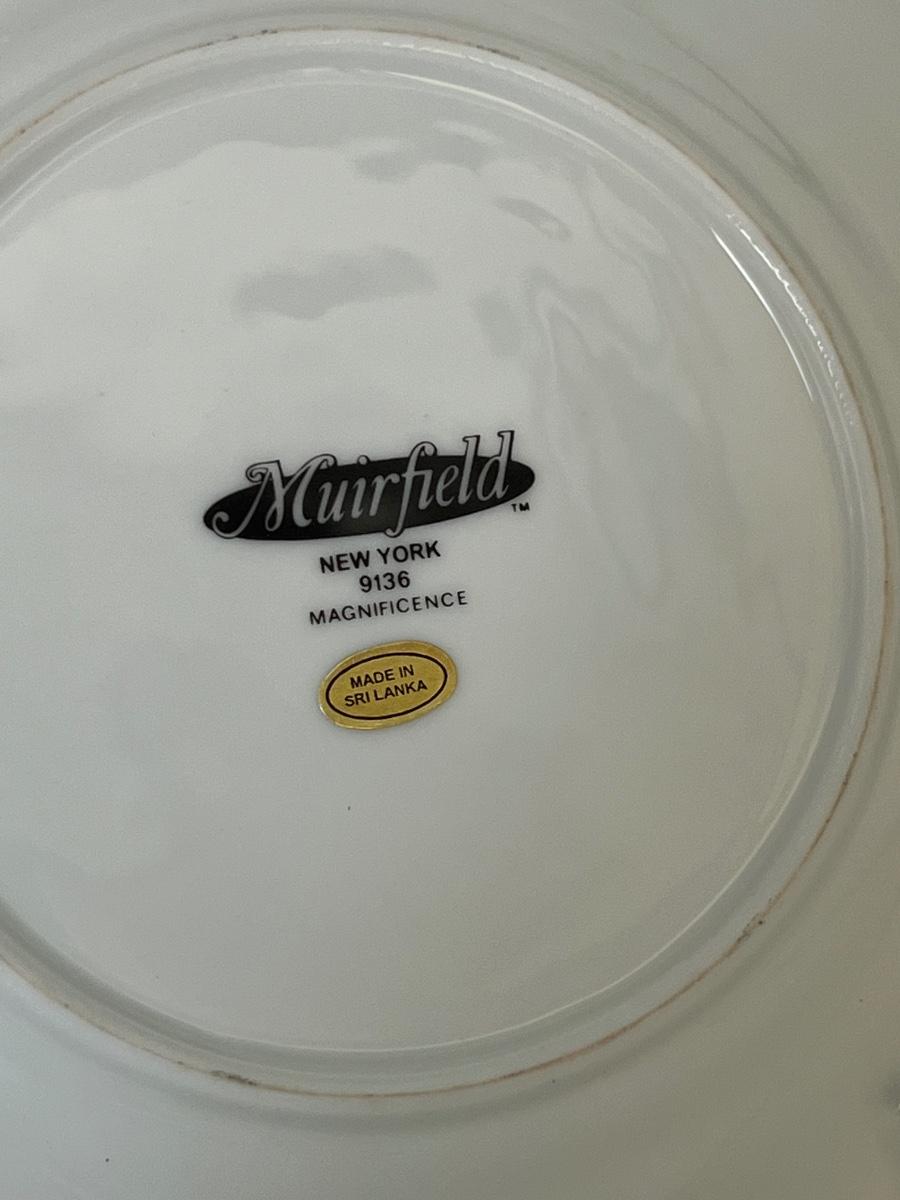 Muirfield
™
NEW YORK
9136
MAGNIFICENCE
MADE IN
SRI LANKA